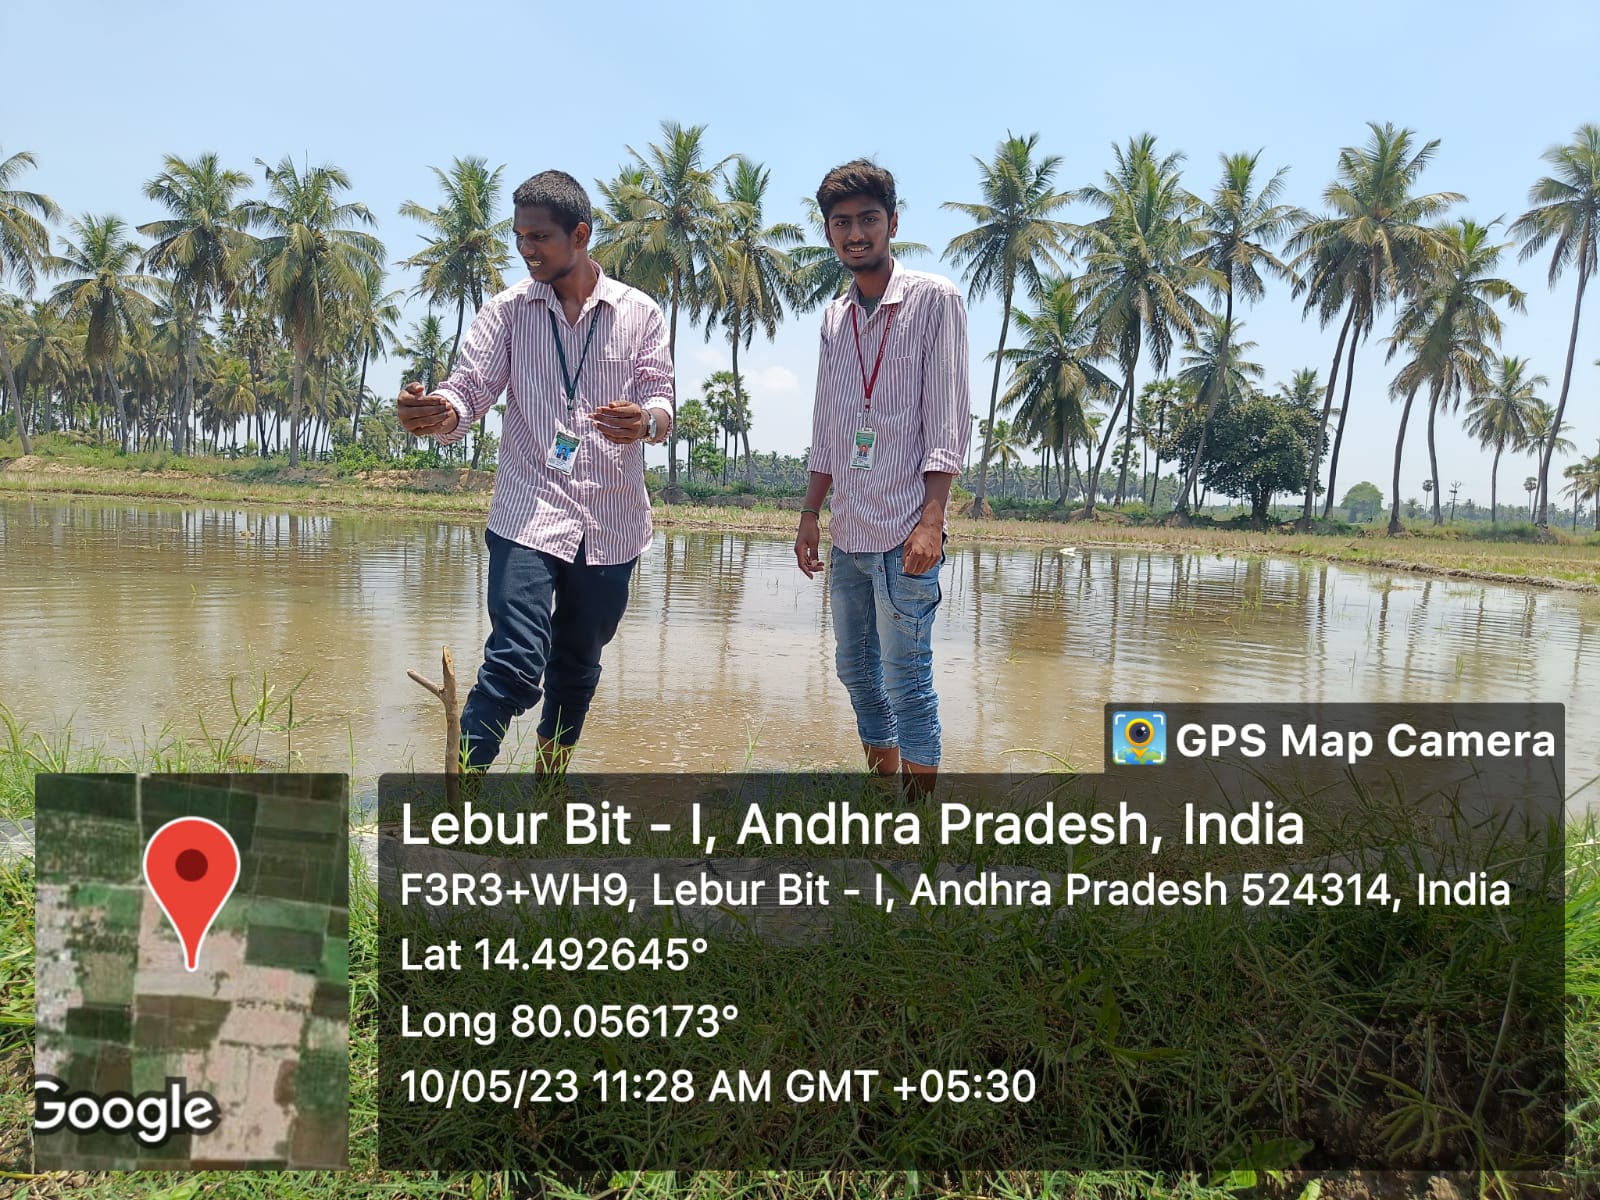 GPS Map Camera
Lebur Bit - I, Andhra Pradesh, India
F3R3+WH9, Lebur Bit - I, Andhra Pradesh 524314, India
Lat 14.492645°
Long 80.056173°
10/05/23 11:28 AM GMT +05:30
Google